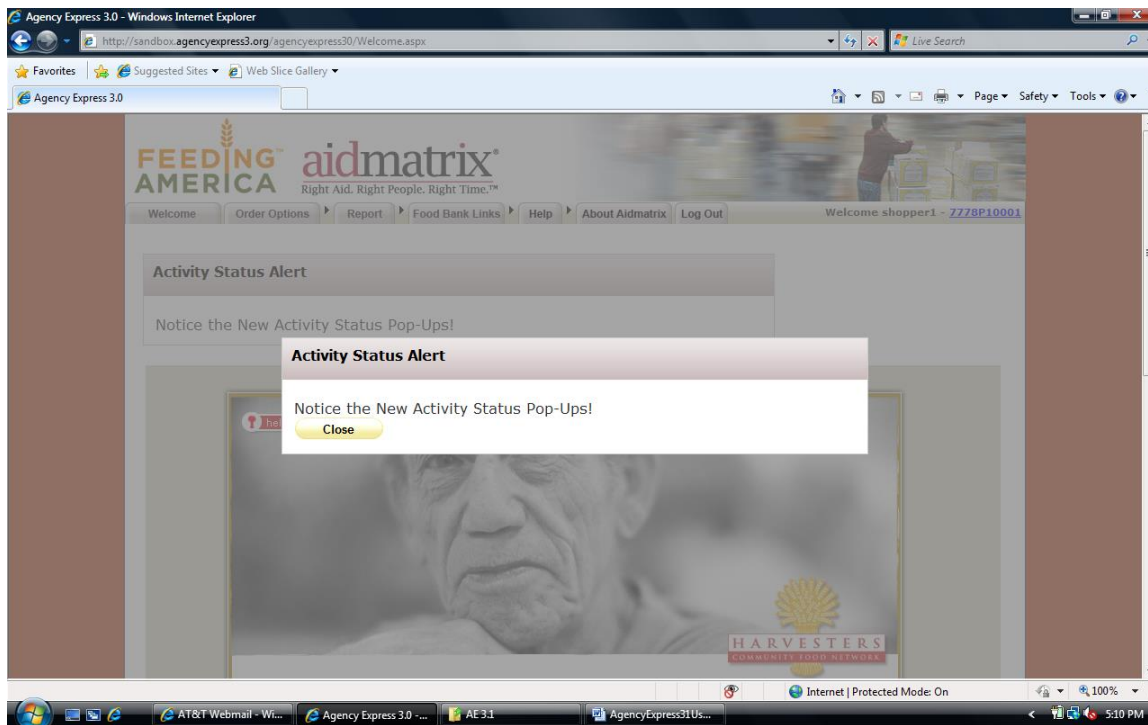 Agency Express 3.0 - Windows Internet Explorer
http://sandbox.agencyexpress3.org/agencyexpress30/Welcome.aspx
Live Search
Favorites Suggested Sites Web Slice Gallery
Agency Express 3.0
Page Safety Tools
FEEDING AMERICA
aidmatrix
Right Aid. Right People. Right Time.™
Welcome Order Options Report Food Bank Links Help About Aidmatrix Log Out
Welcome shopper1 - 7778P10001
Activity Status Alert
Notice the New Activity Status Pop-Ups!
Activity Status Alert
Notice the New Activity Status Pop-Ups!
Close
HARVESTERS
COMMUNITY FOOD NETWORK
Internet | Protected Mode: On
100%
AT&T Webmail - Wi...
Agency Express 3.0 -...
AE 3.1
AgencyExpress31Us...
5:10 PM